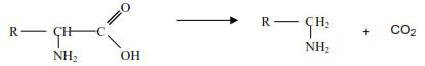 O
R CH C R CH2
NH2 OH NH2 + CO2